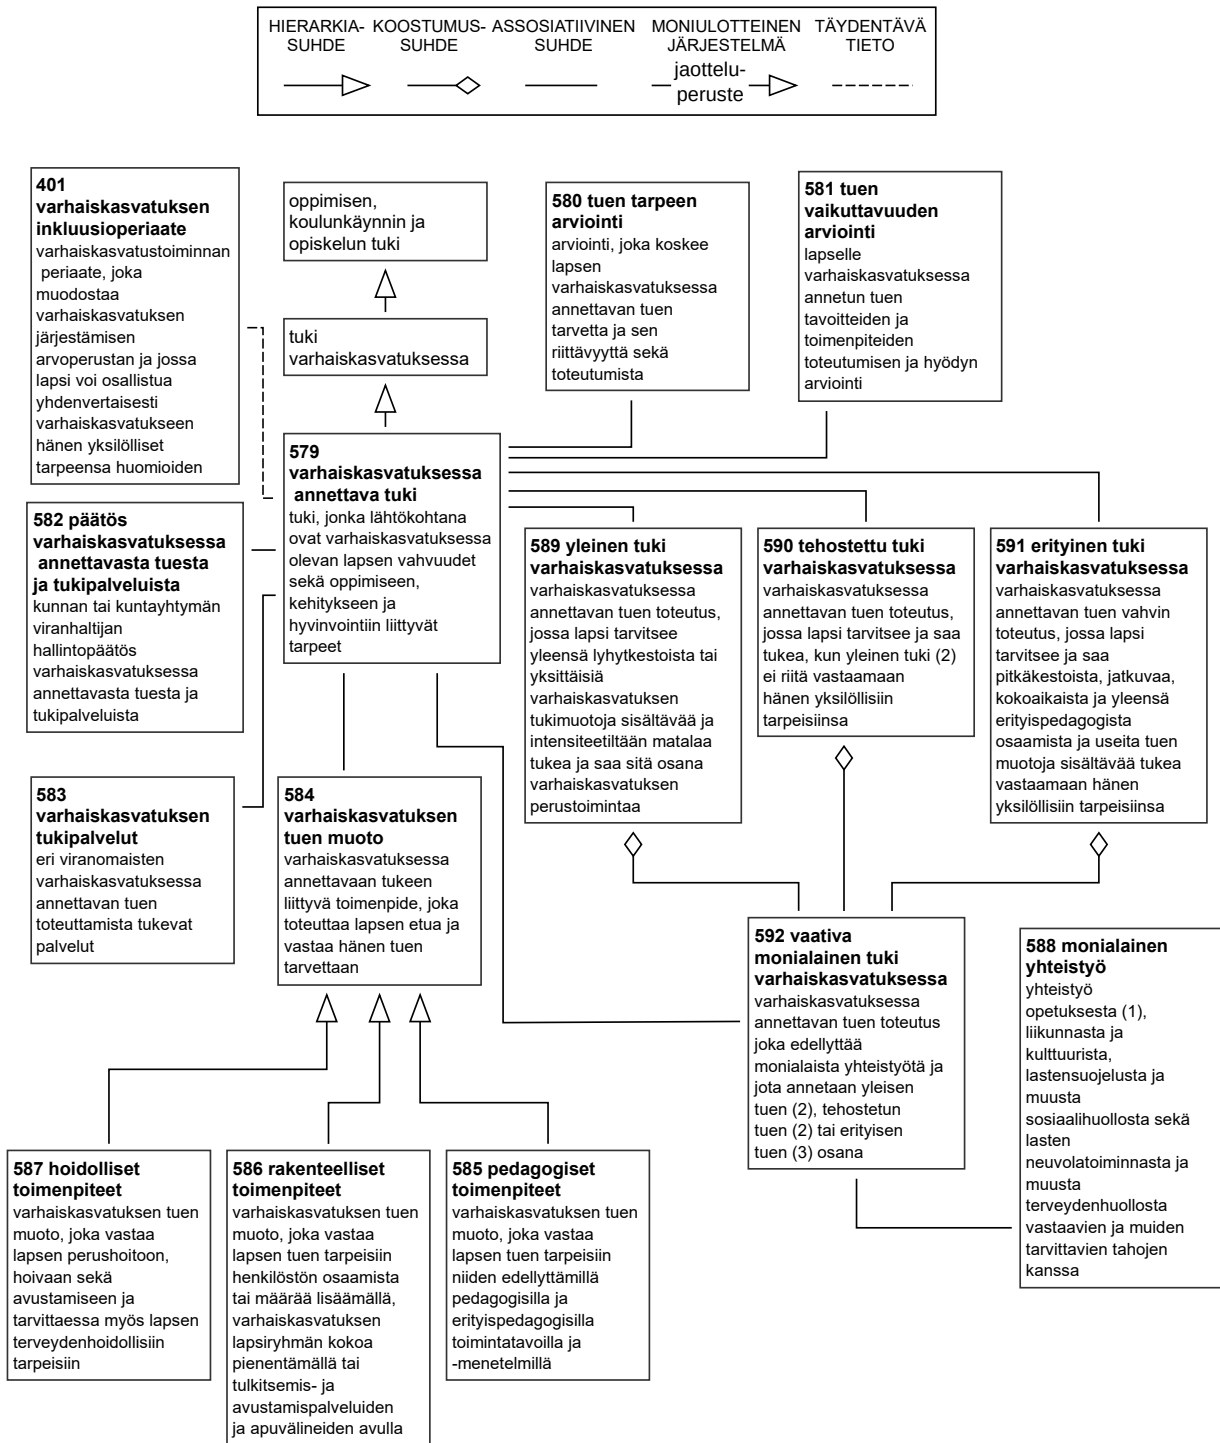 HIERARKIA-
SUHDE
KOOSTUMUS-
SUHDE
ASSOSIATIIVINEN
SUHDE
MONIULOTTEINEN
JÄRJESTELMÄ
jaottelu-
peruste
TÄYDENTÄVÄ
TIETO
401
varhaiskasvatuksen
inkluusioperiaate
varhaiskasvatustoiminnan
periaate, joka
muodostaa
varhaiskasvatuksen
järjestämisen
arvoperustan ja jossa
lapsi voi osallistua
yhdenvertaisesti
varhaiskasvatukseen
hänen yksilölliset
tarpeensa huomioiden
oppimisen,
koulunkäynnin ja
opiskelun tuki
tuki
varhaiskasvatuksessa
580 tuen tarpeen
arviointi
arviointi, joka koskee
lapsen
varhaiskasvatuksessa
annettavan tuen
tarvetta ja sen
riittävyyttä sekä
toteutumista
581 tuen
vaikuttavuuden
arviointi
lapselle
varhaiskasvatuksessa
annetun tuen
tavoitteiden ja
toimenpiteiden
toteutumisen ja hyödyn
arviointi
579
varhaiskasvatuksessa
annettava tuki
tuki, jonka lähtökohtana
ovat varhaiskasvatuksessa
olevan lapsen vahvuudet
sekä oppimiseen,
kehitykseen ja
hyvinvointiin liittyvät
tarpeet
582 päätös
varhaiskasvatuksessa
annettavasta tuesta
ja tukipalveluista
kunnan tai kuntayhtymän
viranhaltijan
hallintopäätös
varhaiskasvatuksessa
annettavasta tuesta ja
tukipalveluista
589 yleinen tuki
varhaiskasvatuksessa
varhaiskasvatuksessa
annettavan tuen toteutus,
jossa lapsi tarvitsee
yleensä lyhytkestoista tai
yksittäisiä
varhaiskasvatuksen
tukimuotoja sisältävää ja
intensiteetiltään matalaa
tukea ja saa sitä osana
varhaiskasvatuksen
perustoimintaa
590 tehostettu tuki
varhaiskasvatuksessa
varhaiskasvatuksessa
annettavan tuen toteutus,
jossa lapsi tarvitsee ja saa
tukea, kun yleinen tuki (2)
ei riitä vastaamaan
hänen yksilöllisiin
tarpeisiinsa
591 erityinen tuki
varhaiskasvatuksessa
varhaiskasvatuksessa
annettavan tuen vahvin
toteutus, jossa lapsi
tarvitsee ja saa
pitkäkestoista, jatkuvaa,
kokoaikaista ja yleensä
erityispedagogista
osaamista ja useita tuen
muotoja sisältävää tukea
vastaamaan hänen
yksilöllisiin tarpeisiinsa
583
varhaiskasvatuksen
tukipalvelut
eri viranomaisten
varhaiskasvatuksessa
annettavan tuen
toteuttamista tukevat
palvelut
584
varhaiskasvatuksen
tuen muoto
varhaiskasvatuksessa
annettavaan tukeen
liittyvä toimenpide, joka
toteuttaa lapsen etua ja
vastaa hänen tuen
tarvettaan
592 vaativa
monialainen tuki
varhaiskasvatuksessa
varhaiskasvatuksessa
annettavan tuen toteutus
joka edellyttää
monialaista yhteistyötä ja
jota annetaan yleisen
tuen (2), tehostetun
tuen (2) tai erityisen
tuen (3) osana
588 monialainen
yhteistyö
yhteistyö
opetuksesta (1),
liikunnasta ja
kulttuurista,
lastensuojelusta ja
muusta
sosiaalihuollosta sekä
lasten
neuvolatoiminnasta ja
muusta
terveydenhuollosta
vastaavien ja muiden
tarvittavien tahojen
kanssa
587 hoidolliset
toimenpiteet
varhaiskasvatuksen tuen
muoto, joka vastaa
lapsen perushoitoon,
hoivaan sekä
avustamiseen ja
tarvittaessa myös lapsen
terveydenhoidollisiin
tarpeisiin
586 rakenteelliset
toimenpiteet
varhaiskasvatuksen tuen
muoto, joka vastaa
lapsen tuen tarpeisiin
henkilöstön osaamista
tai määrää lisäämällä,
varhaiskasvatuksen
lapsiryhmän kokoa
pienentämällä tai
tulkitsemis- ja
avustamispalveluiden
ja apuvälineiden avulla
585 pedagogiset
toimenpiteet
varhaiskasvatuksen tuen
muoto, joka vastaa
lapsen tuen tarpeisiin
niiden edellyttämillä
pedagogisilla ja
erityispedagogisilla
toimintatavoilla ja
-menetelmillä